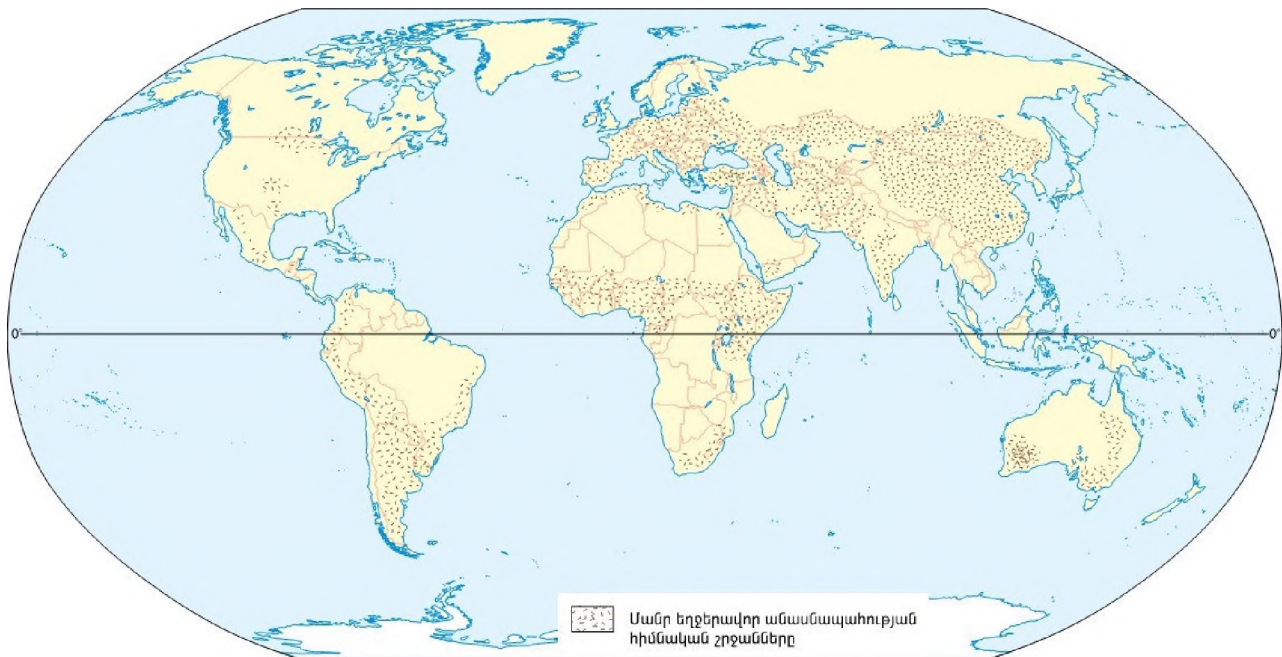 0° 0°
Մանր եղջերավոր անասնապահության
հիմնական շրջանները